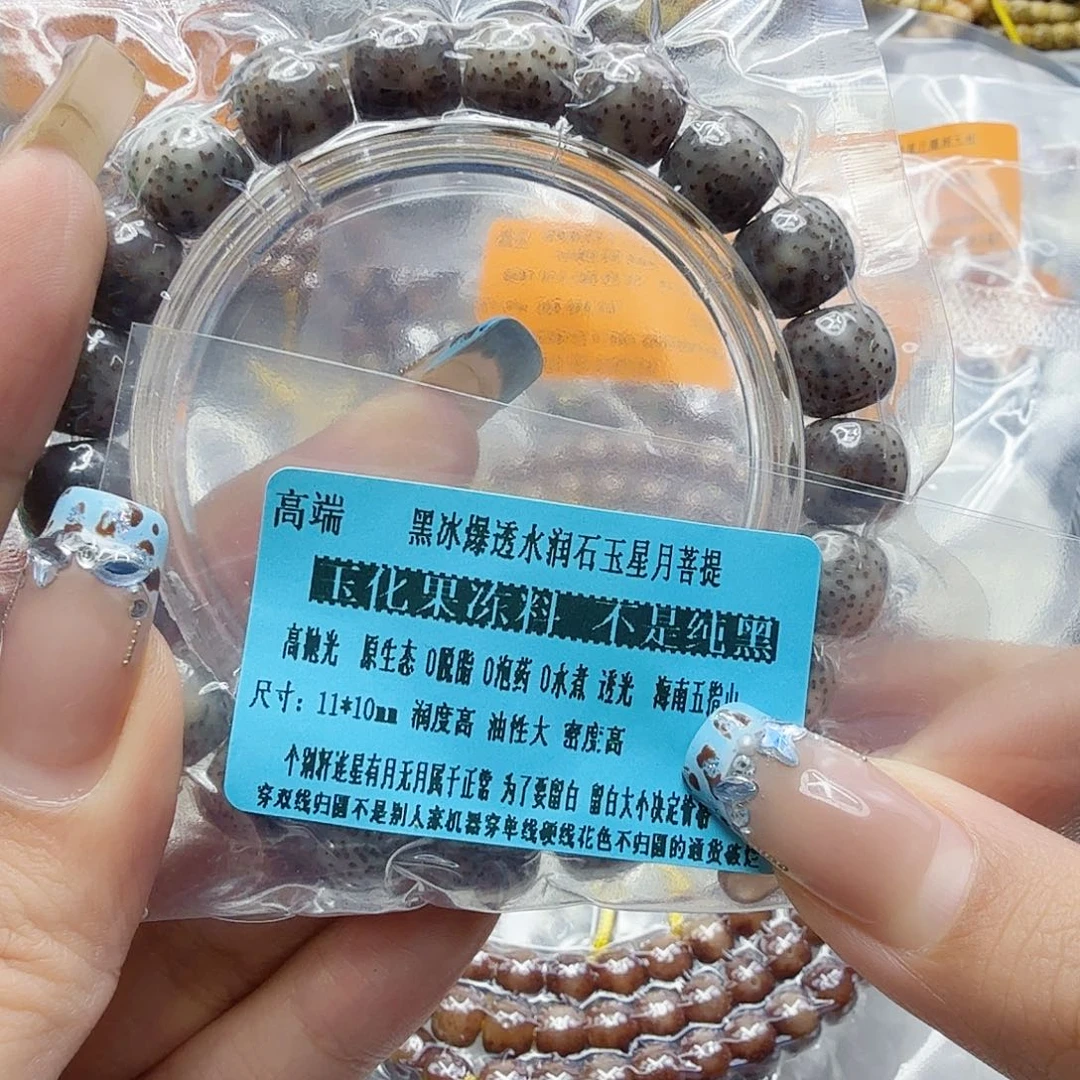 高端 黑冰爆透水润石玉星月菩提
玉化果冻料 不是纯黑
高抛光 原生态 0脱脂 0泡药 0水煮 透光 海南五指山
尺寸：11*10mm 润度高 油性大 密度高
个别籽连星有月无月属于正常 为了要留白 留白大小决定价格
穿双线归圆不是别人家机器穿单线硬线花色不归圆的通货破烂